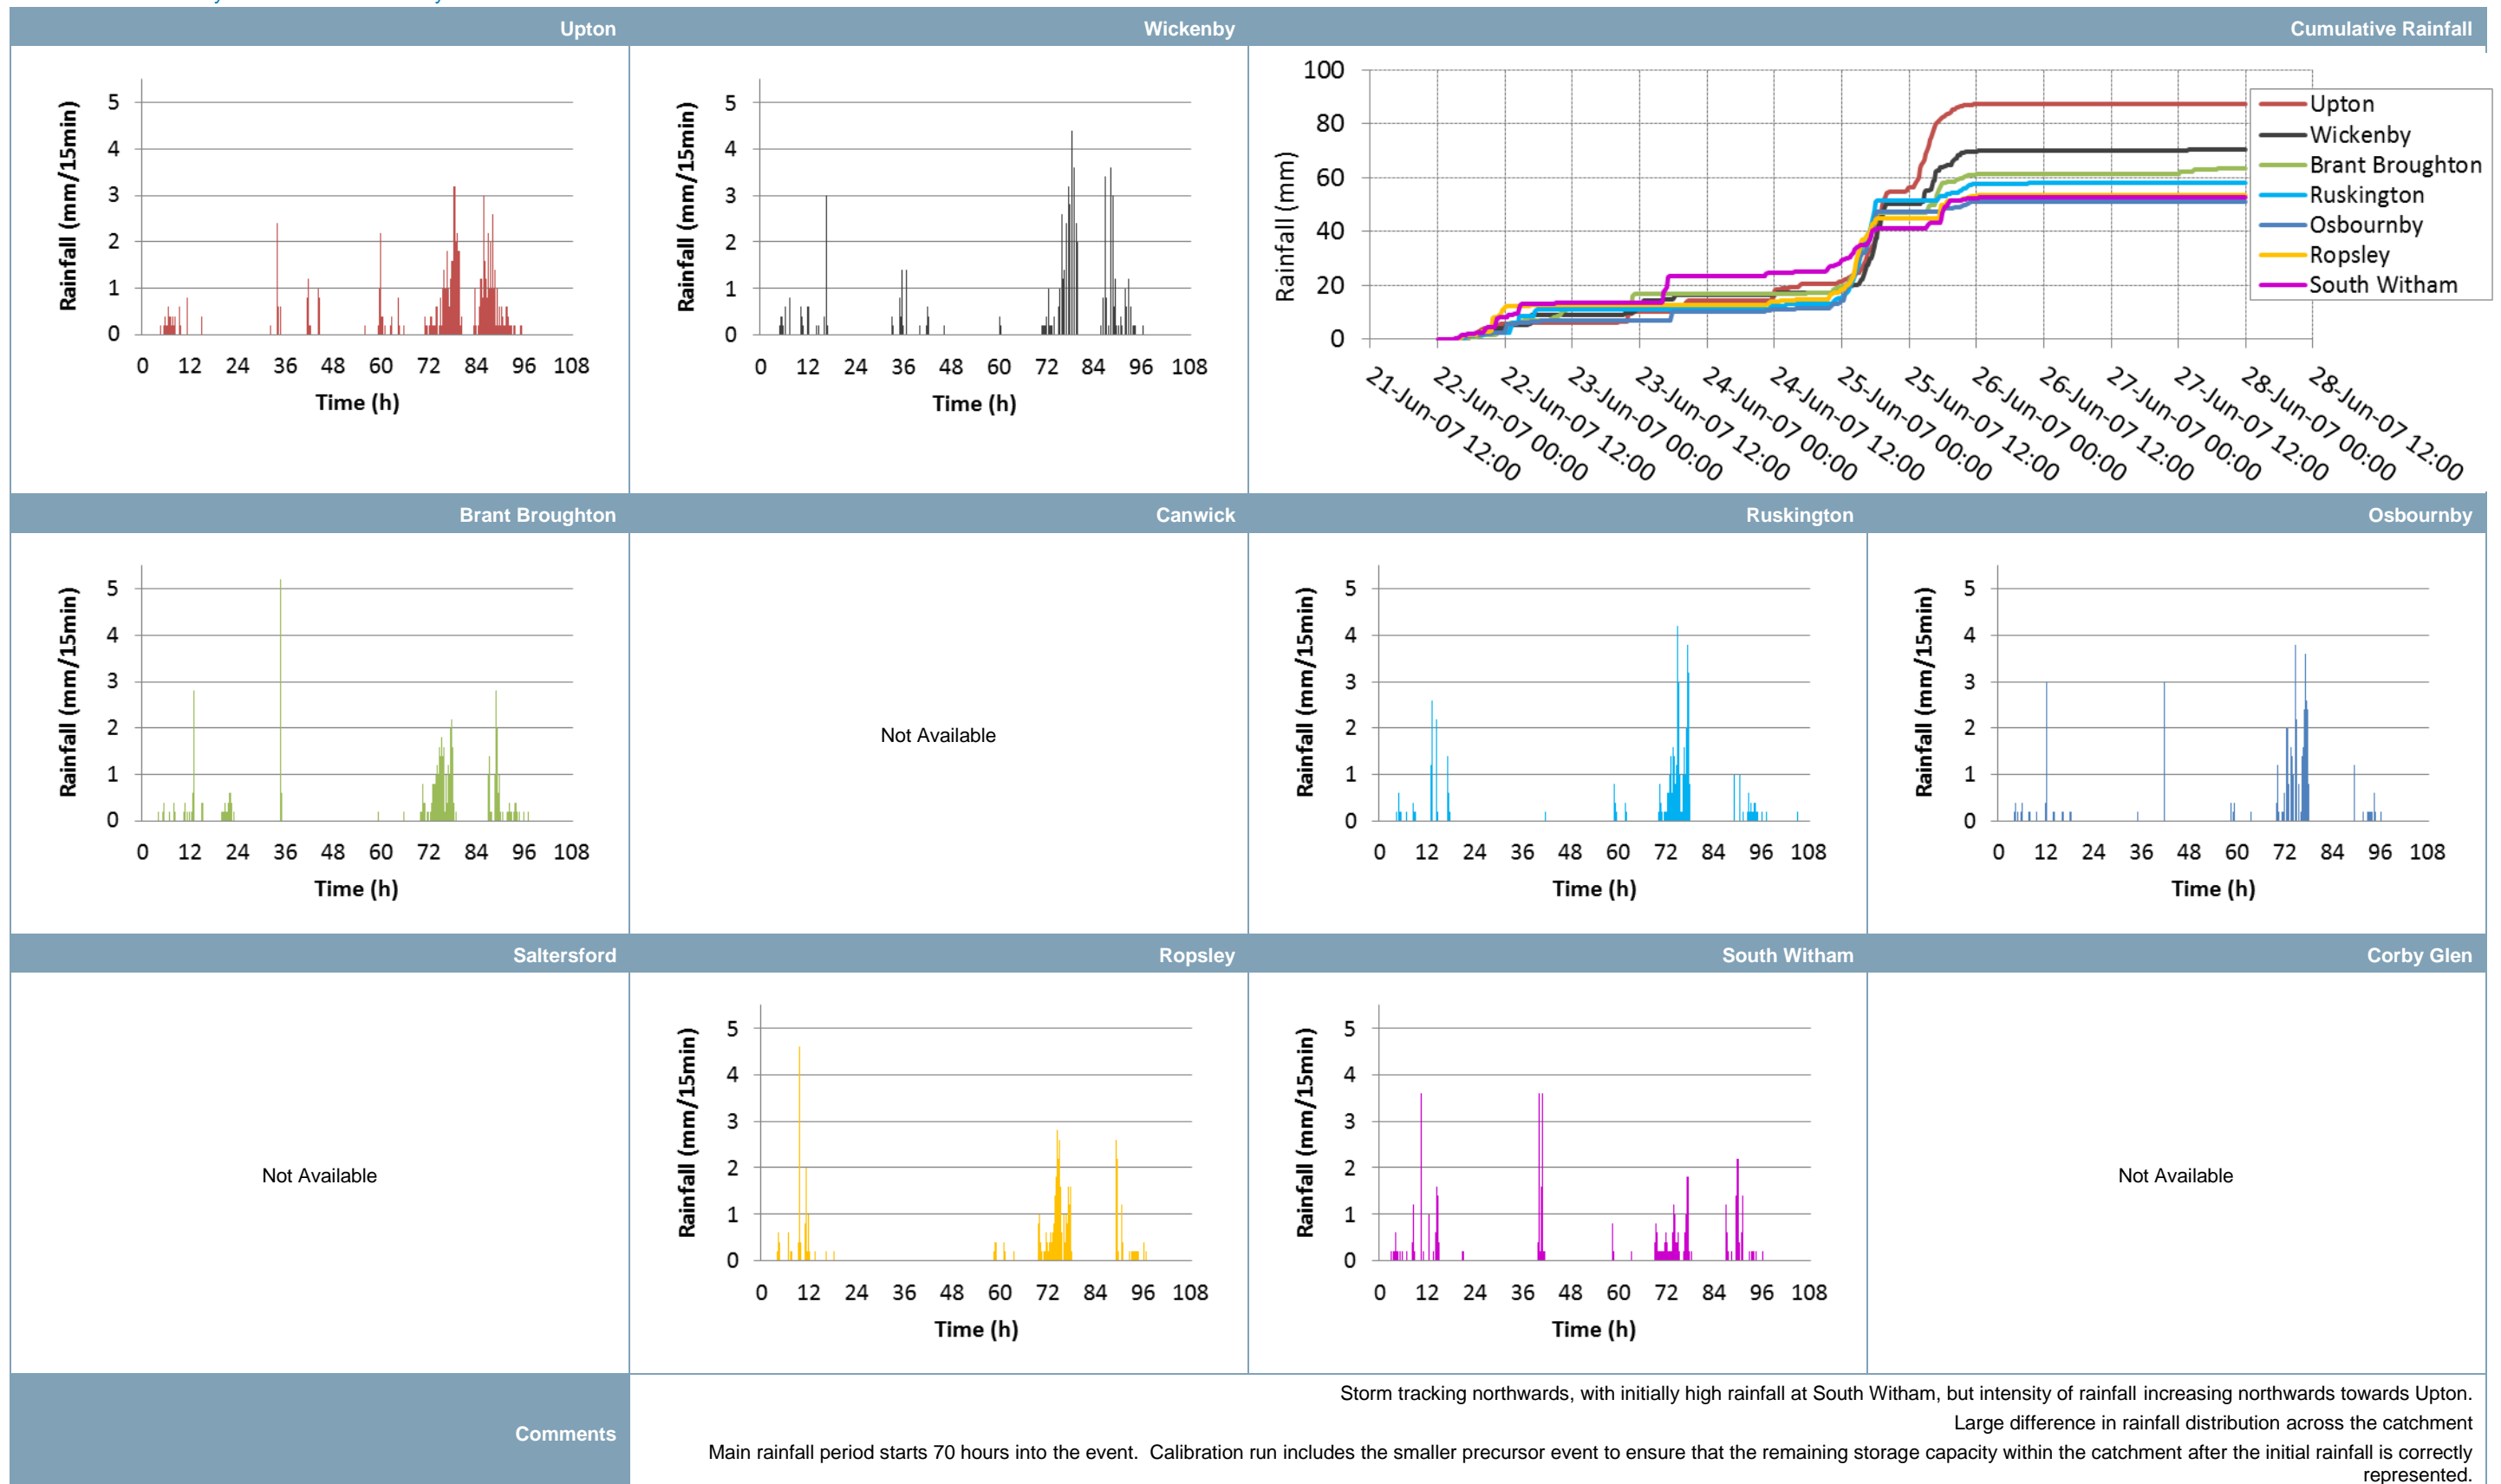 Upton
Wickenby
Cumulative Rainfall
Rainfall (mm/15min)
5
4
3
2
1
0
0 12 24 36 48 60 72 84 96 108
Time (h)
Rainfall (mm/15min)
5
4
3
2
1
0
0 12 24 36 48 60 72 84 96 108
Time (h)
Rainfall (mm)
100
80
60
40
20
0
21-Jun-07 12:00
22-Jun-07 00:00
22-Jun-07 12:00
23-Jun-07 00:00
23-Jun-07 12:00
24-Jun-07 00:00
24-Jun-07 12:00
25-Jun-07 00:00
25-Jun-07 12:00
26-Jun-07 00:00
26-Jun-07 12:00
27-Jun-07 00:00
27-Jun-07 12:00
28-Jun-07 00:00
28-Jun-07 12:00
Upton
Wickenby
Brant Broughton
Ruskington
Osbournby
Ropsley
South Witham
Brant Broughton
Canwick
Ruskington
Osbournby
Rainfall (mm/15min)
5
4
3
2
1
0
0 12 24 36 48 60 72 84 96 108
Time (h)
Not Available
Rainfall (mm/15min)
5
4
3
2
1
0
0 12 24 36 48 60 72 84 96 108
Time (h)
Rainfall (mm/15min)
5
4
3
2
1
0
0 12 24 36 48 60 72 84 96 108
Time (h)
Saltersford
Ropsley
South Witham
Corby Glen
Not Available
Rainfall (mm/15min)
5
4
3
2
1
0
0 12 24 36 48 60 72 84 96 108
Time (h)
Rainfall (mm/15min)
5
4
3
2
1
0
0 12 24 36 48 60 72 84 96 108
Time (h)
Not Available
Comments
Storm tracking northwards, with initially high rainfall at South Witham, but intensity of rainfall increasing northwards towards Upton.
Large difference in rainfall distribution across the catchment
Main rainfall period starts 70 hours into the event. Calibration run includes the smaller precursor event to ensure that the remaining storage capacity within the catchment after the initial rainfall is correctly
represented.